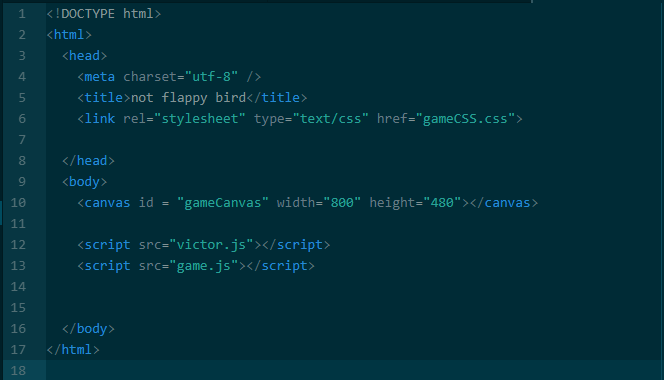 1 <!DOCTYPE html>
2 <html>
3   <head>
4     <meta charset="utf-8" />
5     <title>not flappy bird</title>
6     <link rel="stylesheet" type="text/css" href="gameCSS.css">
7
8   </head>
9   <body>
10     <canvas id = "gameCanvas" width="800" height="480"></canvas>
11
12     <script src="victor.js"></script>
13     <script src="game.js"></script>
14
15
16   </body>
17 </html>
18